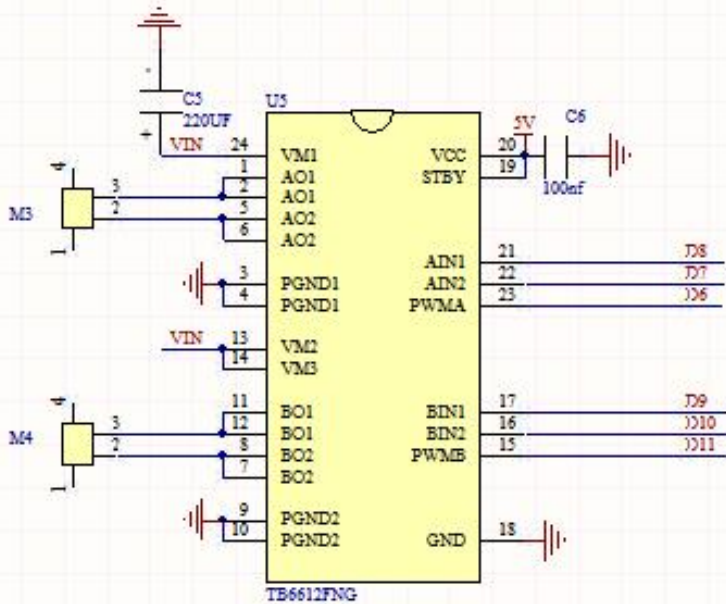 C5
220UF
U5
C6
5V
100nf
VIN
24
VM1
VCC
20
1
AO1
STBY
19
2
AO1
5
AO2
6
AO2
M3
4
3
2
1
AIN1
21
D8
AIN2
22
D7
PWMA
23
D6
3
PGND1
4
PGND1
VIN
13
VM2
14
VM3
11
BO1
12
BO1
8
BO2
7
BO2
M4
4
3
2
1
BIN1
17
D9
BIN2
16
D10
PWMB
15
D11
9
PGND2
10
PGND2
GND
18
TB6612FNG